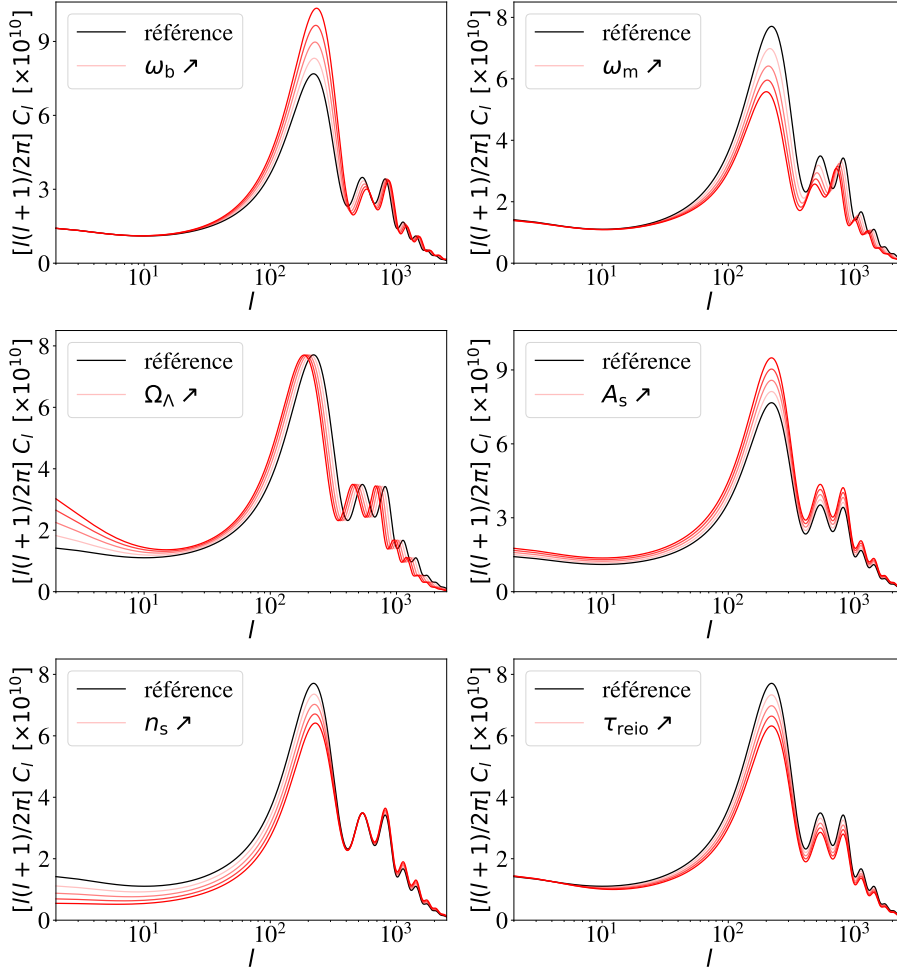 [l(l + 1)/2π] C_l [×10^10]
9
6
3
0
référence
ω_b ↗
10^1
10^2
10^3
l
[l(l + 1)/2π] C_l [×10^10]
8
6
4
2
0
référence
ω_m ↗
10^1
10^2
10^3
l
[l(l + 1)/2π] C_l [×10^10]
8
6
4
2
0
référence
Ω_Λ ↗
10^1
10^2
10^3
l
[l(l + 1)/2π] C_l [×10^10]
9
6
3
0
référence
A_s ↗
10^1
10^2
10^3
l
[l(l + 1)/2π] C_l [×10^10]
8
6
4
2
0
référence
n_s ↗
10^1
10^2
10^3
l
[l(l + 1)/2π] C_l [×10^10]
8
6
4
2
0
référence
τ_reio ↗
10^1
10^2
10^3
l